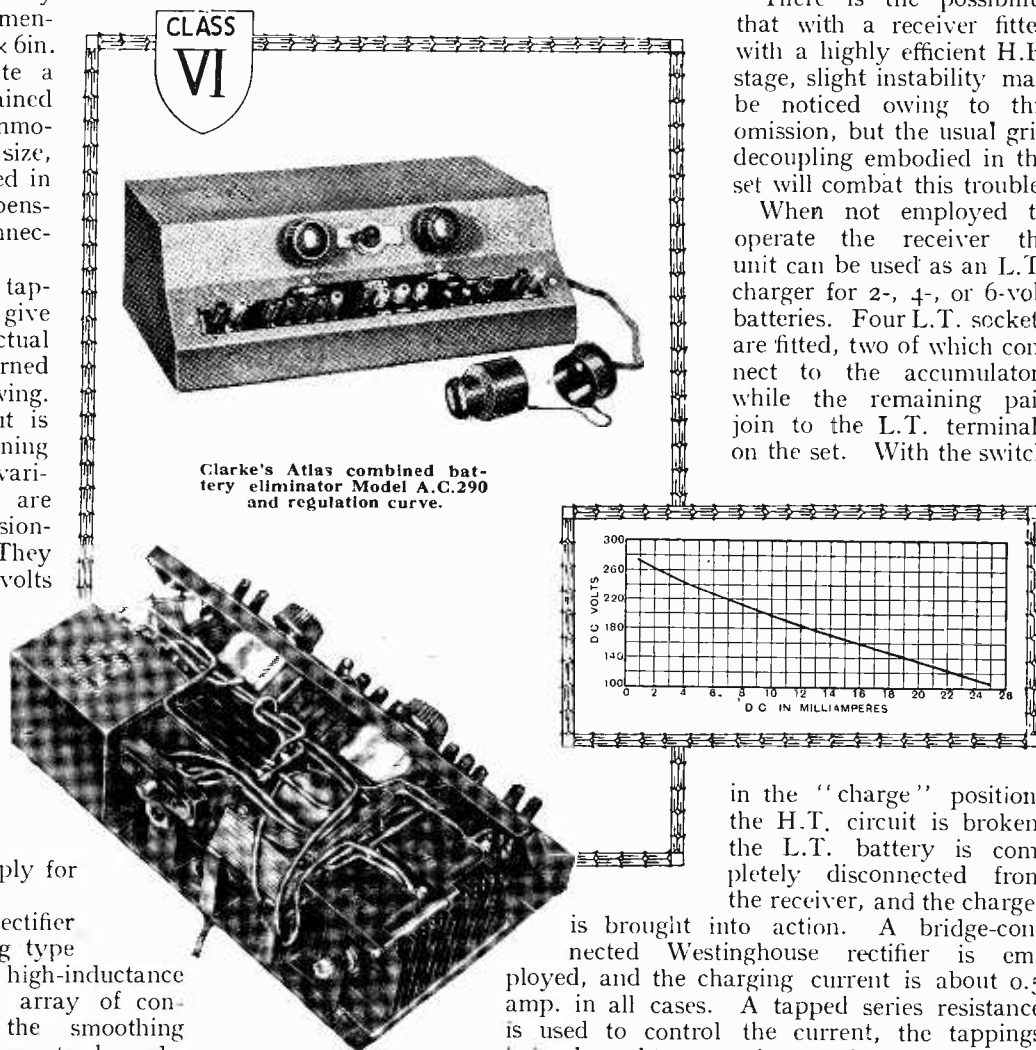 men-
× 6in.
te a
ained
mmo-
size,
ed in
pens-
nnec-
tap-
give
ctual
rned
wing.
it is
ning
vari-
are
sion-
They
volts
ply for
ectifier
g type
high-inductance
array of con-
the smoothing
CLASS
VI
Clarke's Atlas combined bat-
tery eliminator Model A.C.290
and regulation curve.
that with a receiver fitte
with a highly efficient H.F
stage, slight instability ma
be noticed owing to thi
omission, but the usual gri
decoupling embodied in th
set will combat this trouble
When not employed t
operate the receiver th
unit can be used as an L.T
charger for 2-, 4-, or 6-vol
batteries. Four L.T. socket
are fitted, two of which con
nect to the accumulator
while the remaining pai
join to the L.T. terminal
on the set. With the switch
300
260
220
180
140
100
DC VOLTS
0 2 4 6 8 10 12 14 16 18 20 22 24 26
DC IN MILLIAMPERES
in the "charge" position
the H.T. circuit is broken
the L.T. battery is com
pletely disconnected from
the receiver, and the charge
is brought into action. A bridge-con
nected Westinghouse rectifier is em
ployed, and the charging current is about 0.5
amp. in all cases. A tapped series resistance
is used to control the current, the tappings